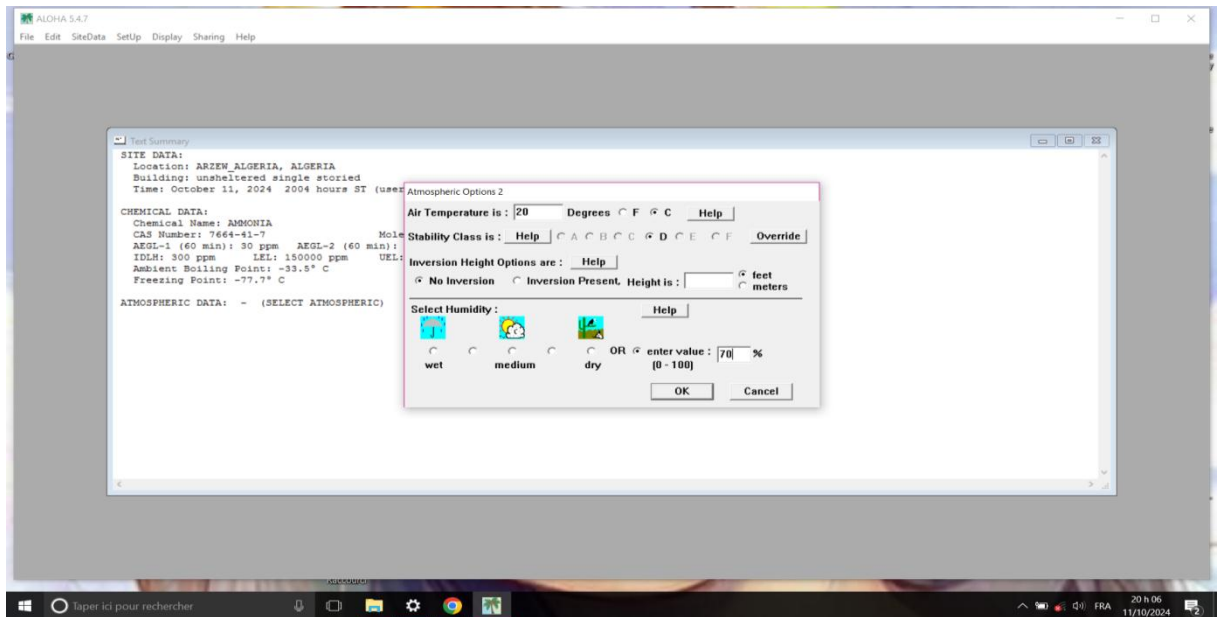 ALOHA 5.4.7
File Edit SiteData SetUp Display Sharing Help
Text Summary
SITE DATA:
Location: ARZEW_ALGERIA, ALGERIA
Building: unsheltered single storied
Time: October 11, 2024 2004 hours ST (user
CHEMICAL DATA:
Chemical Name: AMMONIA
CAS Number: 7664-41-7 Mole
AEGL-1 (60 min): 30 ppm AEGL-2 (60 min):
IDLH: 300 ppm LEL: 150000 ppm UEL:
Ambient Boiling Point: -33.5° C
Freezing Point: -77.7° C
ATMOSPHERIC DATA: - (SELECT ATMOSPHERIC)
Atmospheric Options 2
Air Temperature is : 20 Degrees F C Help
Stability Class is : Help A B C D E F Override
Inversion Height Options are : Help
No Inversion Inversion Present, Height is : feet
meters
Select Humidity : Help
OR enter value : 70 %
wet medium dry (0 - 100)
OK Cancel
Raccourci
Taper ici pour rechercher
FRA
20 h 06
11/10/2024
2